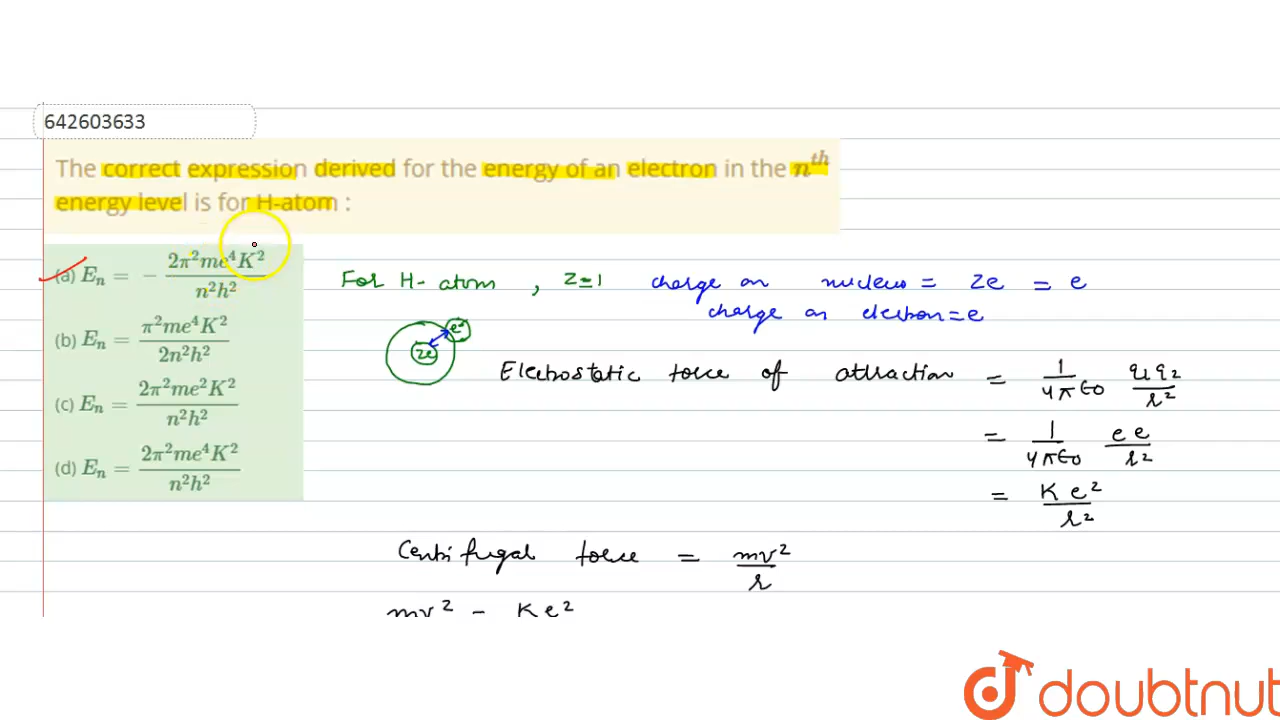 642603633
The correct expression derived for the energy of an electron in the n^th
energy level is for H-atom :
(a) E_n = - 2π²me⁴K² / n²h²
(b) E_n = π²me⁴K² / 2n²h²
(c) E_n = 2π²me²K² / n²h²
(d) E_n = 2π²me⁴K² / n²h²
For H- atom , Z=1 charge on nucleus = Ze = e
charge on electron = e
Ze
Electrostatic force of attraction = 1/4πϵ0 q1q2/r²
= 1/4πϵ0 e e/r²
= Ke²/r²
Centrifugal force = mv²/r
mv² = Ke²
doubtnut